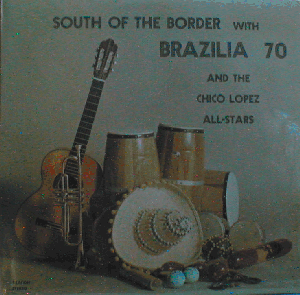 SOUTH OF THE BORDER WITH
BRAZILIA 70
AND THE
CHICO LOPEZ
ALL-STARS